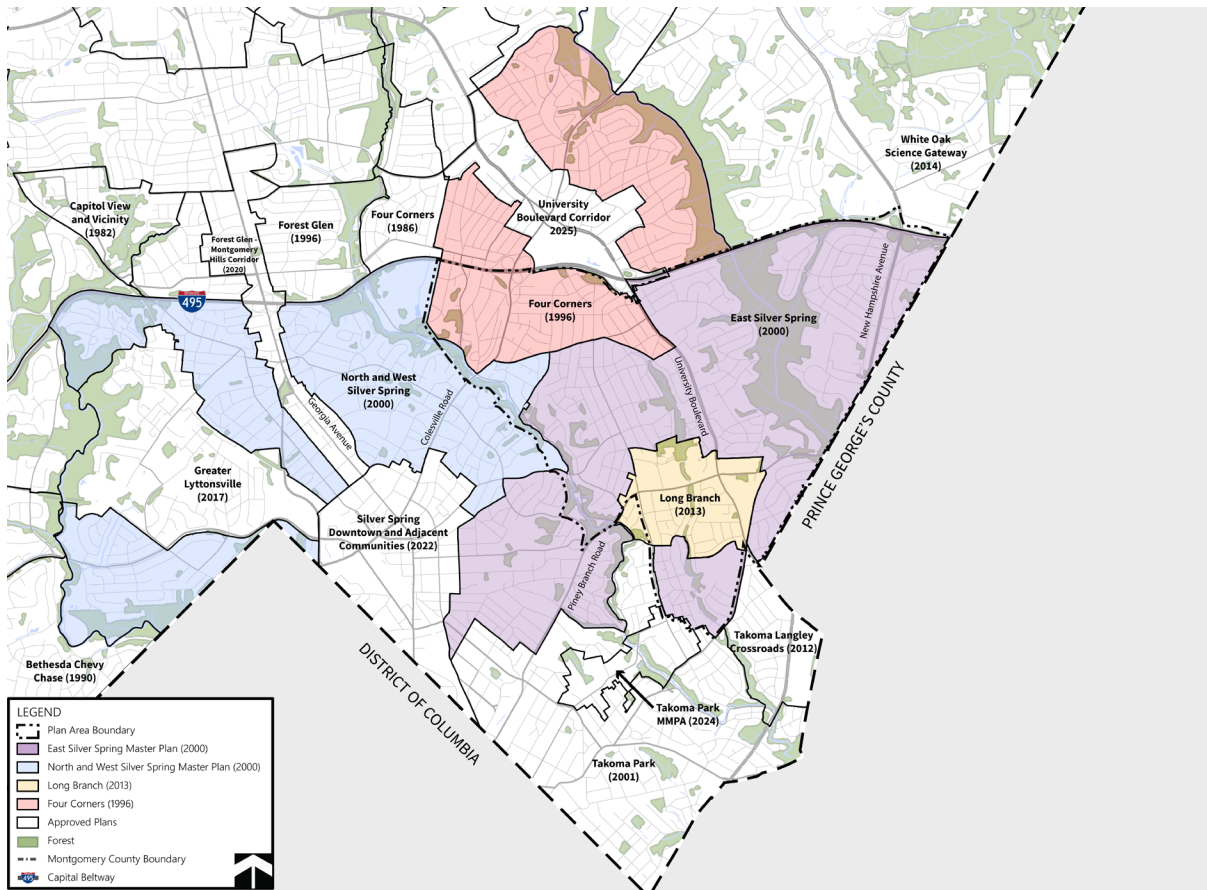 White Oak
Science Gateway
(2014)
Capitol View
and Vicinity
(1982)
Forest Glen -
Montgomery
Hills Corridor
(2020)
Forest Glen
(1996)
Four Corners
(1986)
University
Boulevard Corridor
2025)
495
Four Corners
(1996)
East Silver Spring
(2000)
New Hampshire Avenue
University Boulevard
North and West
Silver Spring
(2000)
Georgia Avenue
Colesville Road
Greater
Lyttonsville
(2017)
Silver Spring
Downtown and Adjacent
Communities (2022)
Long Branch
(2013)
PRINCE GEORGE'S COUNTY
Piney Branch Road
Takoma Langley
Crossroads (2012)
Bethesda Chevy
Chase (1990)
DISTRICT OF COLUMBIA
Takoma Park
MMPA (2024)
Takoma Park
(2001)
LEGEND
Plan Area Boundary
East Silver Spring Master Plan (2000)
North and West Silver Spring Master Plan (2000)
Long Branch (2013)
Four Corners (1996)
Approved Plans
Forest
Montgomery County Boundary
495
Capital Beltway